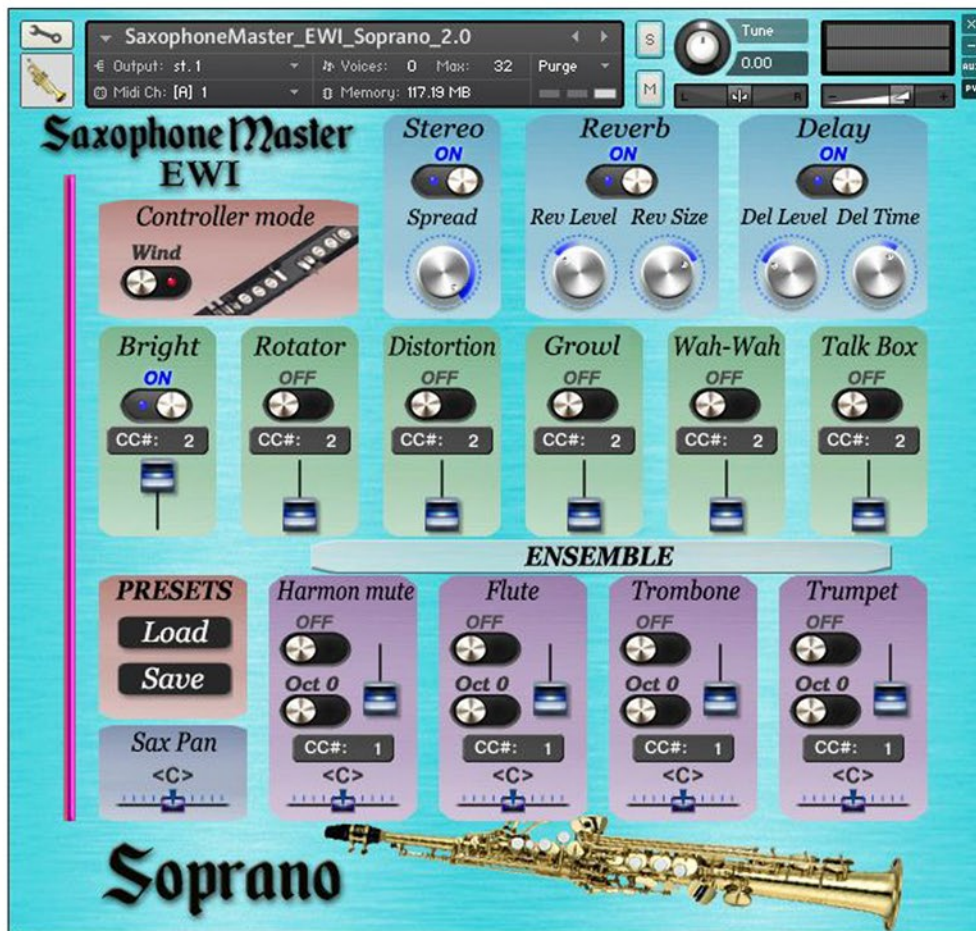 SaxophoneMaster_EWI_Soprano_2.0
Output: st.1 Voices: 0 Max: 32 Purge
Midi Ch: [A] 1 Memory: 117.19 MB
S
M
Tune
0.00
L R
- +
AUX
PV
Saxophone Master
EWI
Stereo
ON
Spread
Reverb
ON
Rev Level Rev Size
Delay
ON
Del Level Del Time
Controller mode
Wind
Bright
ON
CC#: 2
Rotator
OFF
CC#: 2
Distortion
OFF
CC#: 2
Growl
OFF
CC#: 2
Wah-Wah
OFF
CC#: 2
Talk Box
OFF
CC#: 2
ENSEMBLE
PRESETS
Load
Save
Harmon mute
OFF
Oct 0
CC#: 1
<C>
Flute
OFF
Oct 0
CC#: 1
<C>
Trombone
OFF
Oct 0
CC#: 1
<C>
Trumpet
OFF
Oct 0
CC#: 1
<C>
Sax Pan
<C>
Soprano